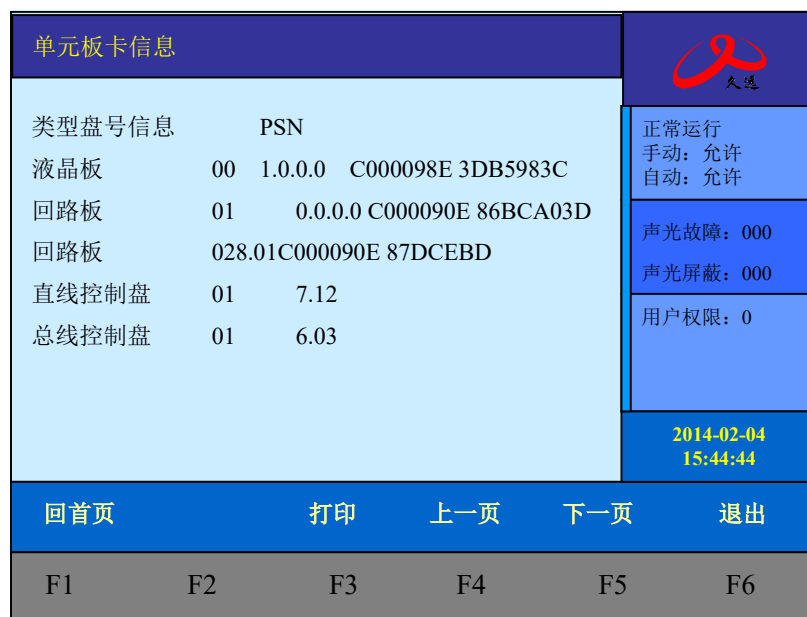 单元板卡信息
久远
类型盘号信息 PSN
液晶板 00 1.0.0.0 C000098E 3DB5983C
回路板 01 0.0.0.0 C000090E 86BCA03D
回路板 028.01C000090E 87DCEBD
直线控制盘 01 7.12
总线控制盘 01 6.03
正常运行
手动：允许
自动：允许
声光故障：000
声光屏蔽：000
用户权限：0
2014-02-04
15:44:44
回首页 打印 上一页 下一页 退出
F1 F2 F3 F4 F5 F6